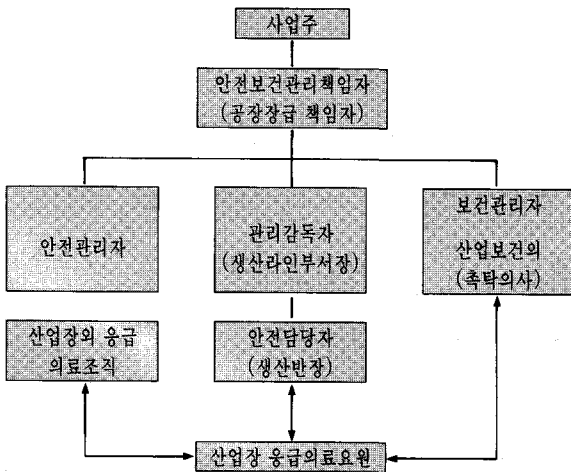 사업주
안전보건관리책임자
(공장장급 책임자)
안전관리자
관리감독자
(생산라인부서장)
보건관리자
산업보건의
(촉탁의사)
산업장외 응급
의료조직
안전담당자
(생산반장)
산업장 응급의료요원